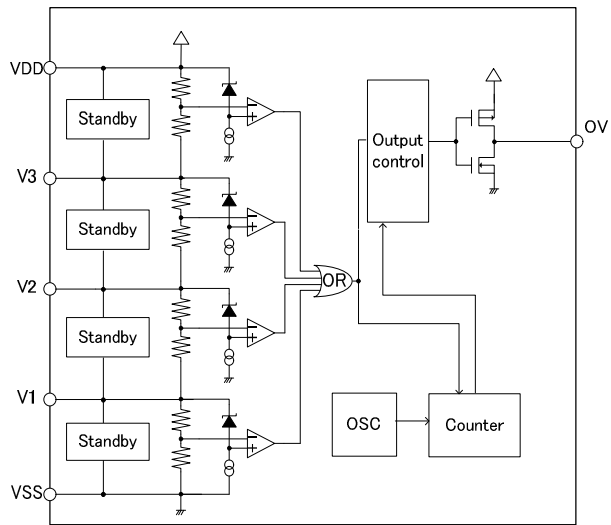 VDD
Standby
V3
Standby
V2
Standby
V1
Standby
VSS
OR
Output
control
OV
OSC
Counter